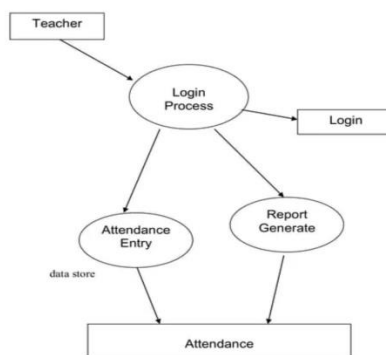 Teacher
Login
Process
Login
Report
Generate
Attendance
Entry
data store
Attendance